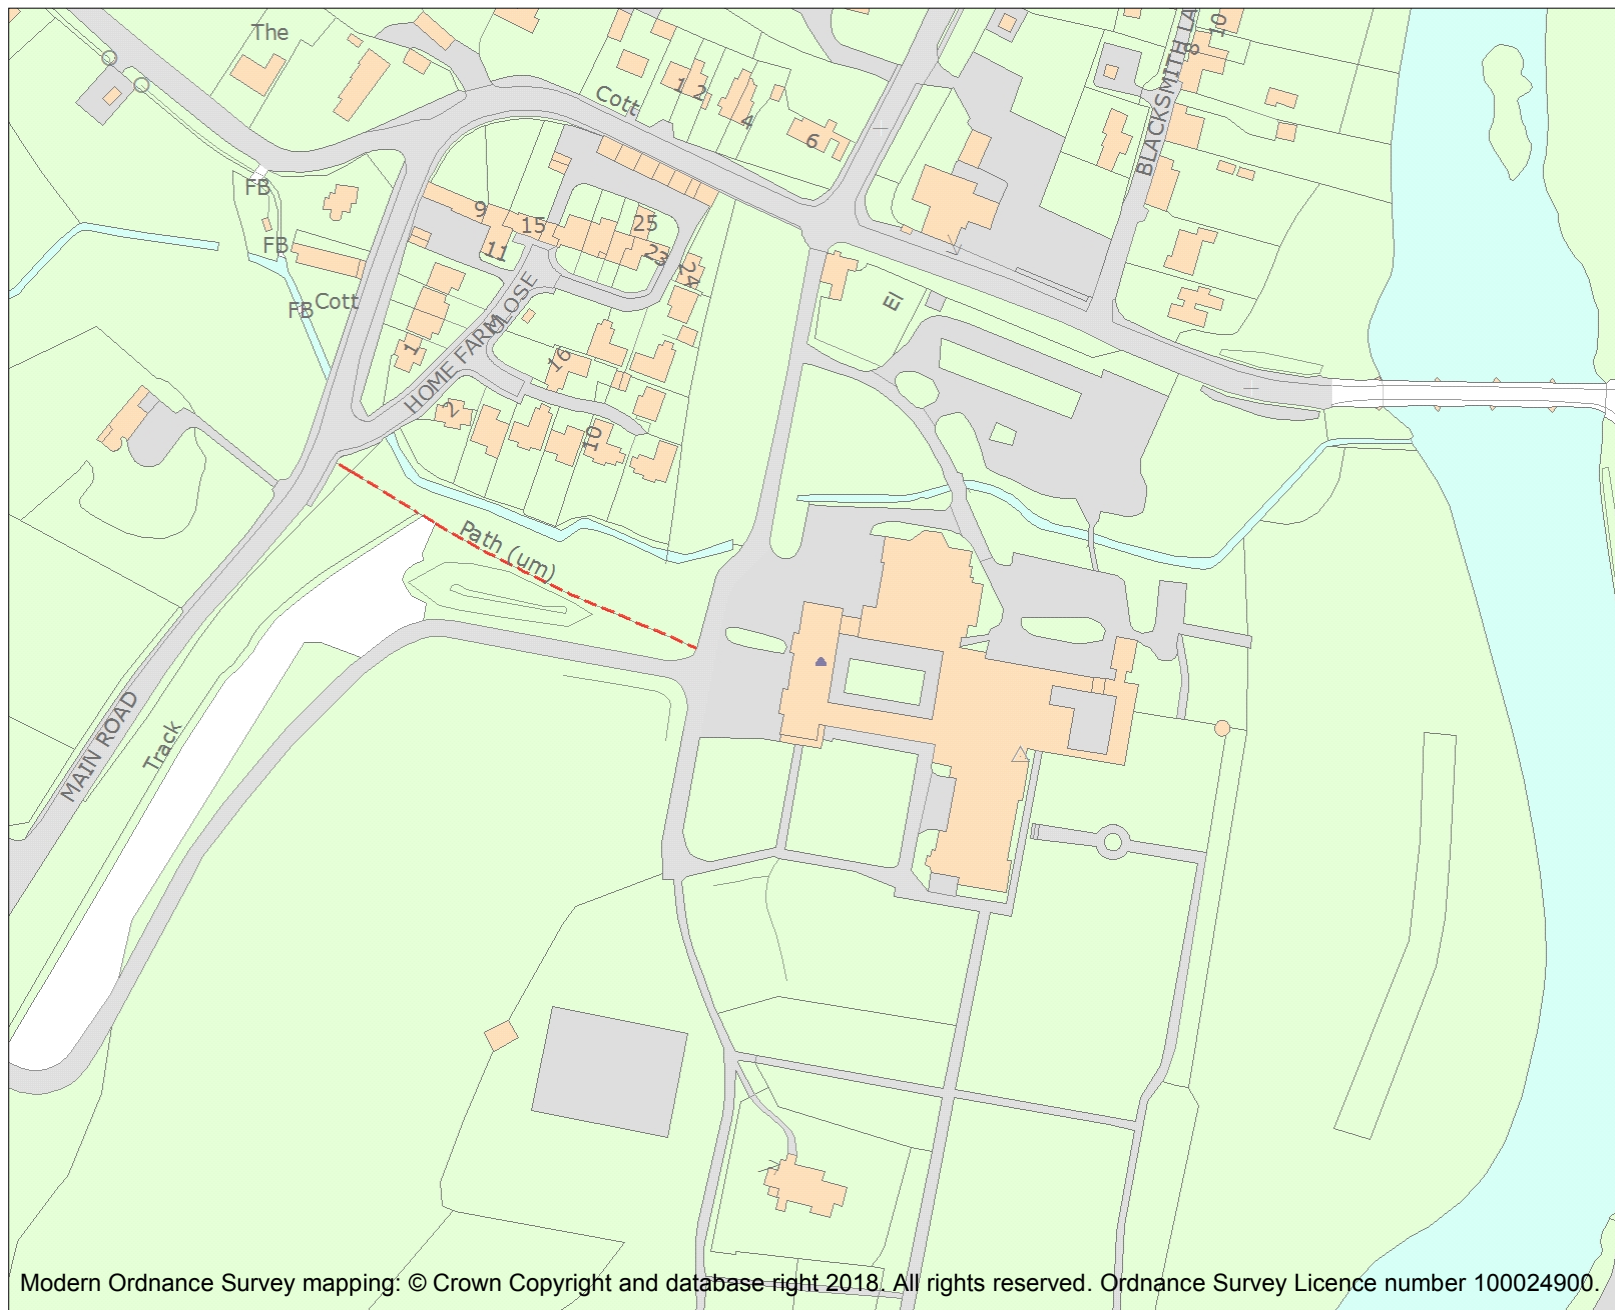 The
10
8
BLACKSMITH LA
Cott
1 2
4
6
FB
9
15
25
11
23
24
FB
FB
Cott
El
HOME FARM
CLOSE
1
16
2
10
Path (um)
MAIN ROAD
Track
Modern Ordnance Survey mapping: © Crown Copyright and database right 2018. All rights reserved. Ordnance Survey Licence number 100024900.